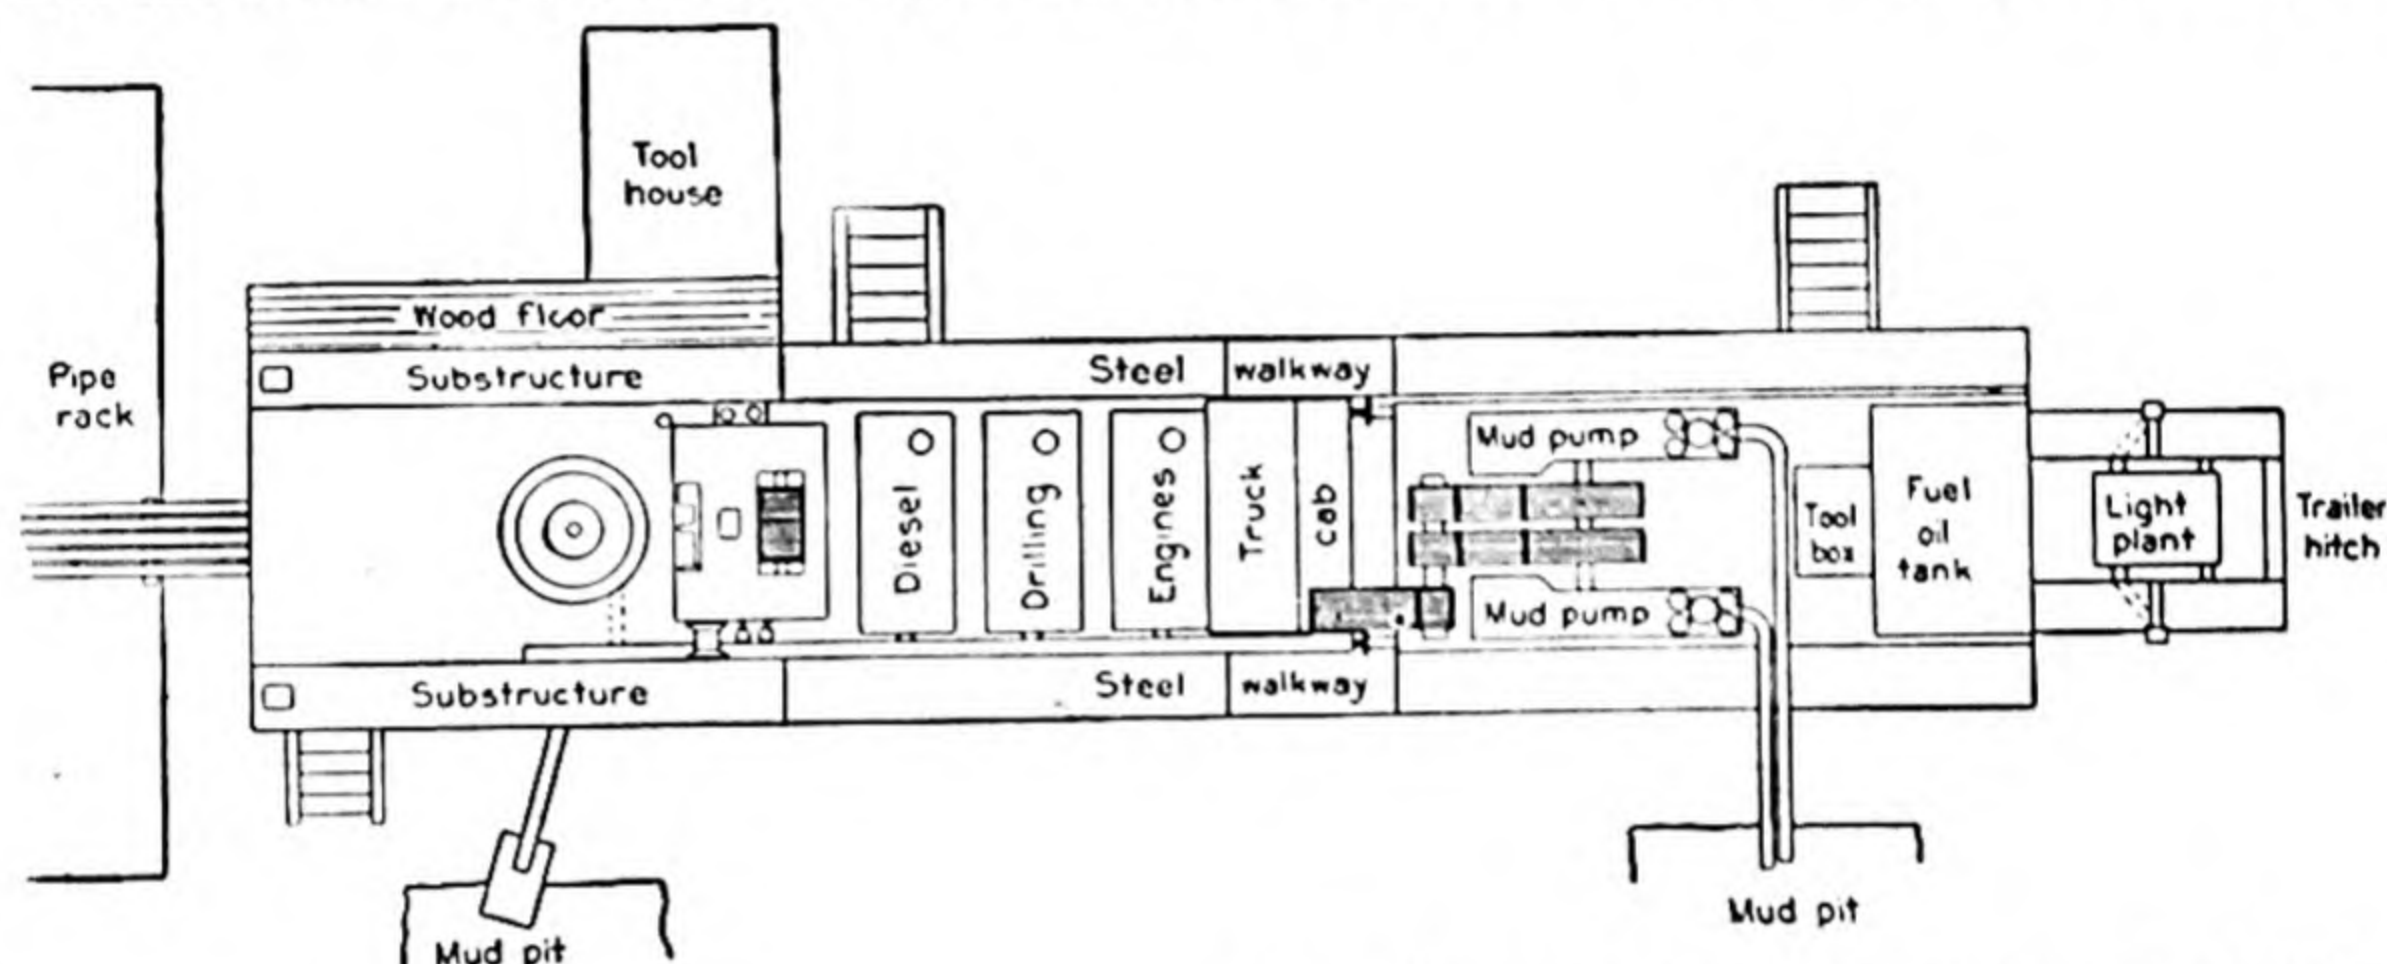 Tool
house
Wood floor
Substructure
Pipe
rack
Steel walkway
Diesel
Drilling
Engines
Truck
cab
Mud pump
Mud pump
Tool
box
Fuel
oil
tank
Light
plant
Trailer
hitch
Substructure
Steel walkway
Mud pit
Mud pit